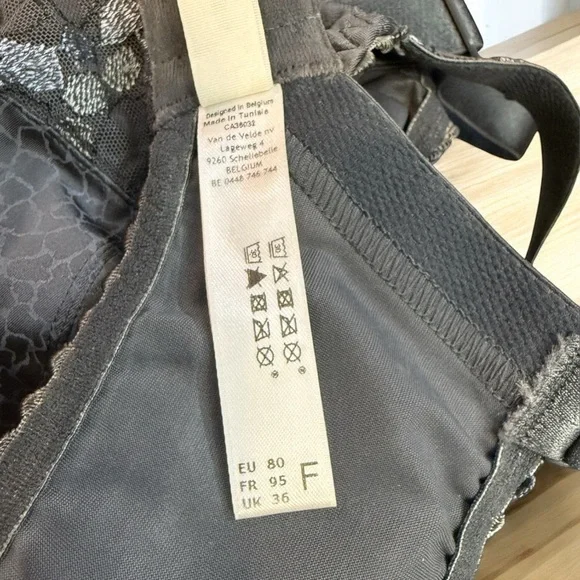 Designed in Belgium
Made in Tunisia
CA36032
Van de Velde nv
Lageweg 4
9260 Schellebelle
BELGIUM
BE 0448 746 744
EU 80
FR 95
UK 36
F